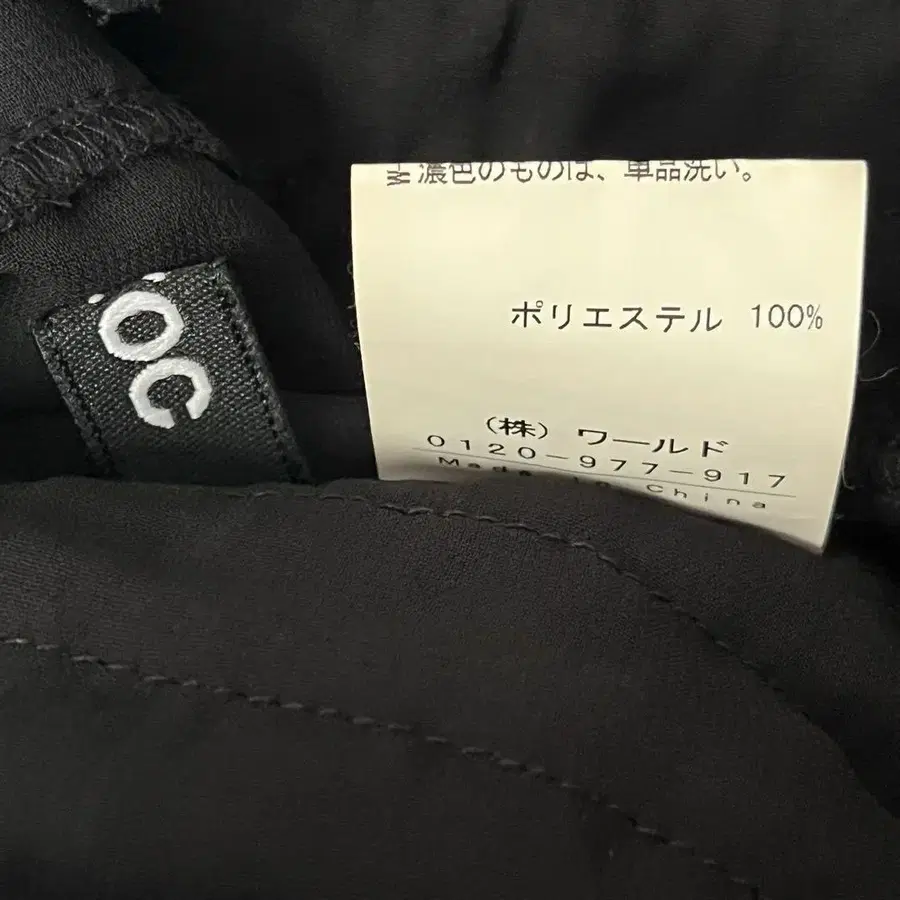 ※濃色のものは、単品洗い。
ポリエステル 100%
(株) ワールド
0120-977-917
Made in China
OC